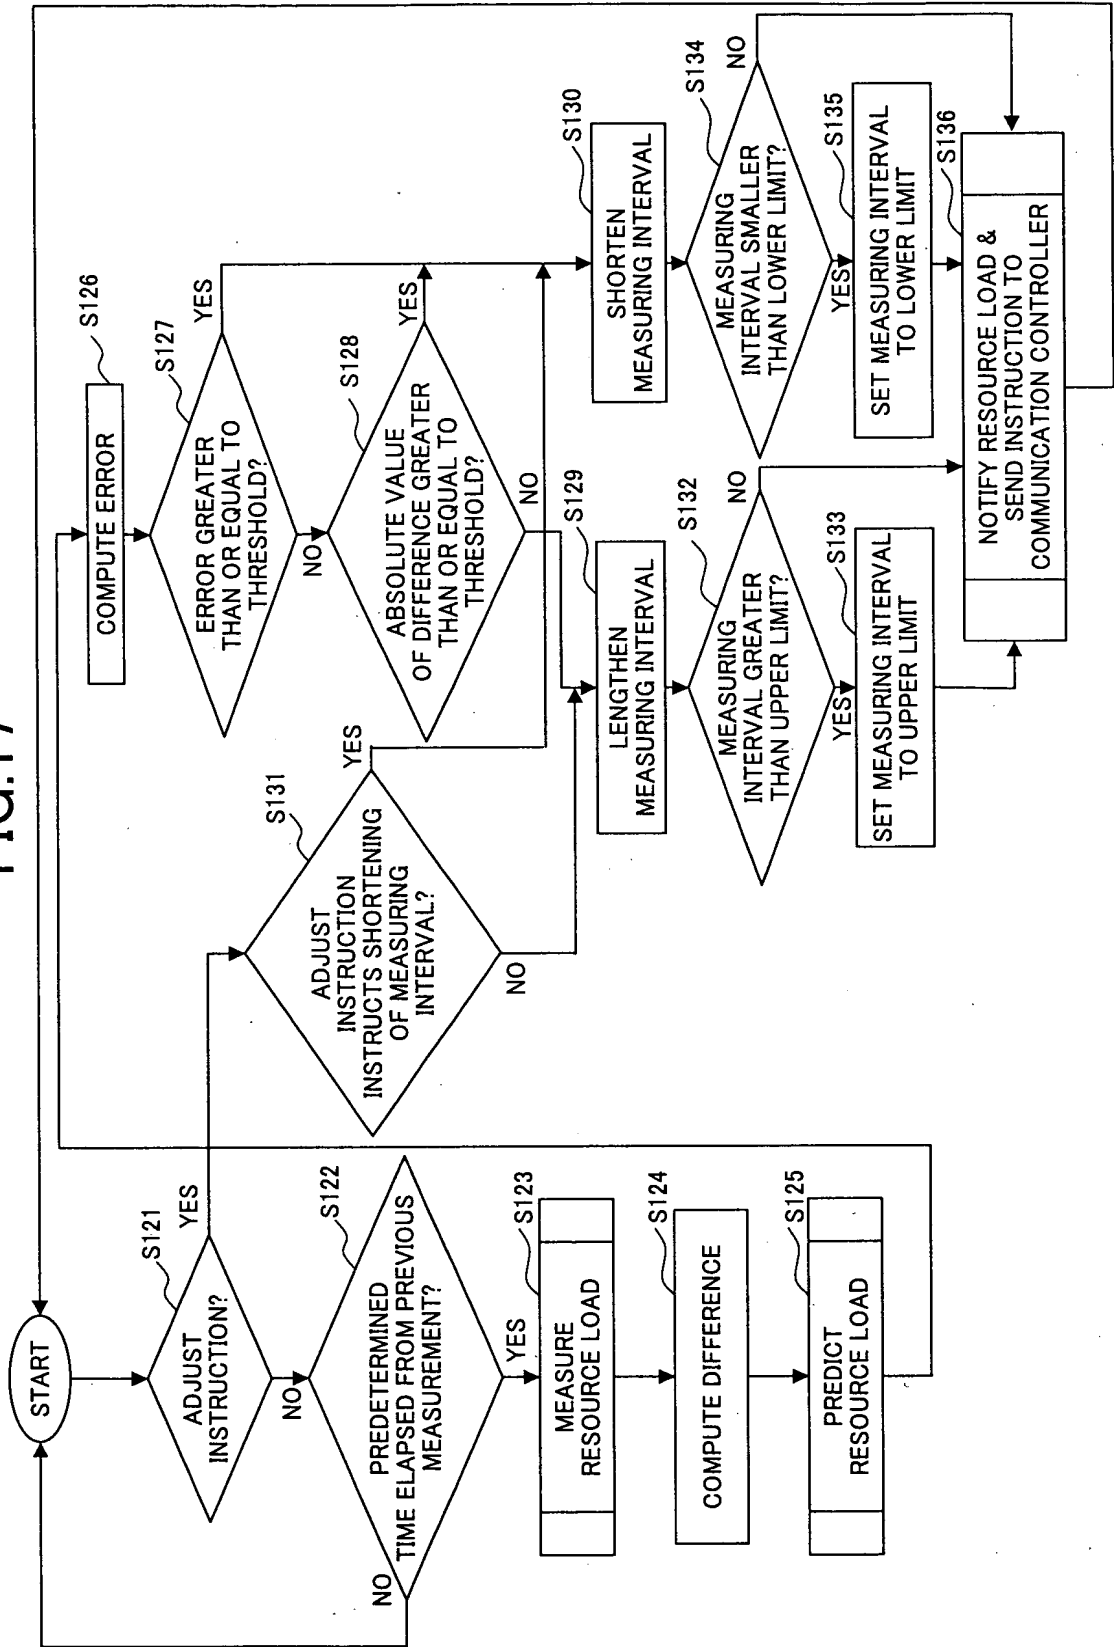 FIG.17
START
S121
ADJUST
INSTRUCTION?
YES
NO
S122
PREDETERMINED
TIME ELAPSED FROM PREVIOUS
MEASUREMENT?
NO
YES
S123
MEASURE
RESOURCE LOAD
S124
COMPUTE DIFFERENCE
S125
PREDICT
RESOURCE LOAD
S131
ADJUST
INSTRUCTION
INSTRUCTS SHORTENING
OF MEASURING
INTERVAL?
YES
NO
S126
COMPUTE ERROR
S127
ERROR GREATER
THAN OR EQUAL TO
THRESHOLD?
YES
NO
S128
ABSOLUTE VALUE
OF DIFFERENCE GREATER
THAN OR EQUAL TO
THRESHOLD?
YES
NO
S129
LENGTHEN
MEASURING INTERVAL
S132
MEASURING
INTERVAL GREATER
THAN UPPER LIMIT?
NO
YES
S133
SET MEASURING INTERVAL
TO UPPER LIMIT
S130
SHORTEN
MEASURING INTERVAL
S134
MEASURING
INTERVAL SMALLER
THAN LOWER LIMIT?
NO
YES
S135
SET MEASURING INTERVAL
TO LOWER LIMIT
S136
NOTIFY RESOURCE LOAD &
SEND INSTRUCTION TO
COMMUNICATION CONTROLLER